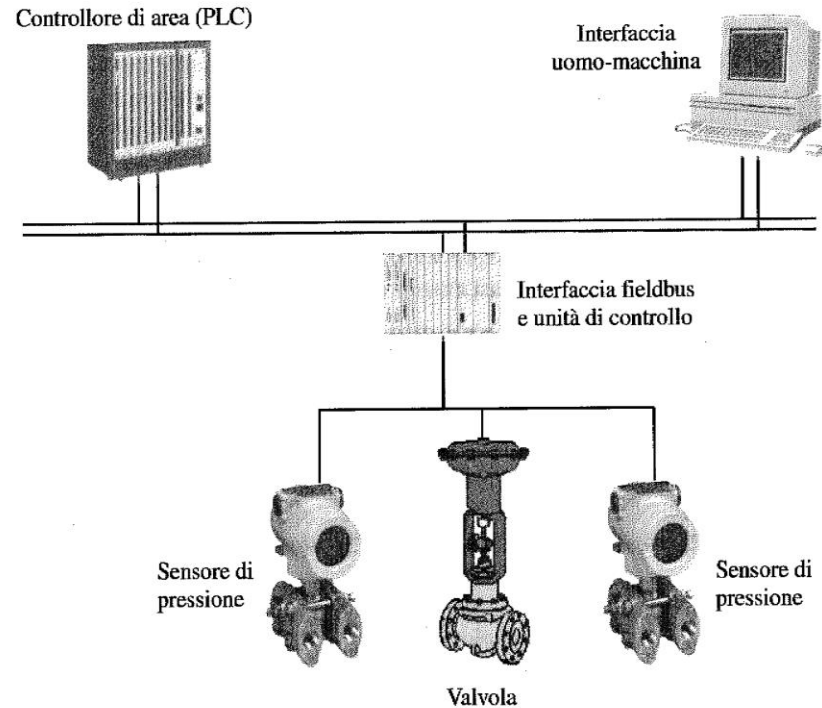 Controllore di area (PLC)
Interfaccia
uomo-macchina
Interfaccia fieldbus
e unità di controllo
Sensore di
pressione
Sensore di
pressione
Valvola